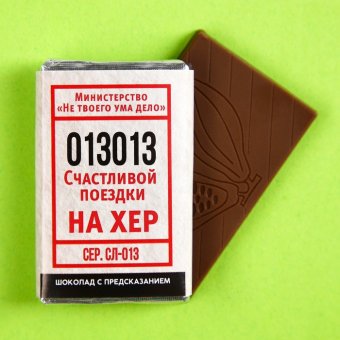 Министерство
«Не твоего ума дело»
013013
Счастливой
поездки
НА ХЕР
СЕР. СЛ-013
ШОКОЛАД С ПРЕДСКАЗАНИЕМ